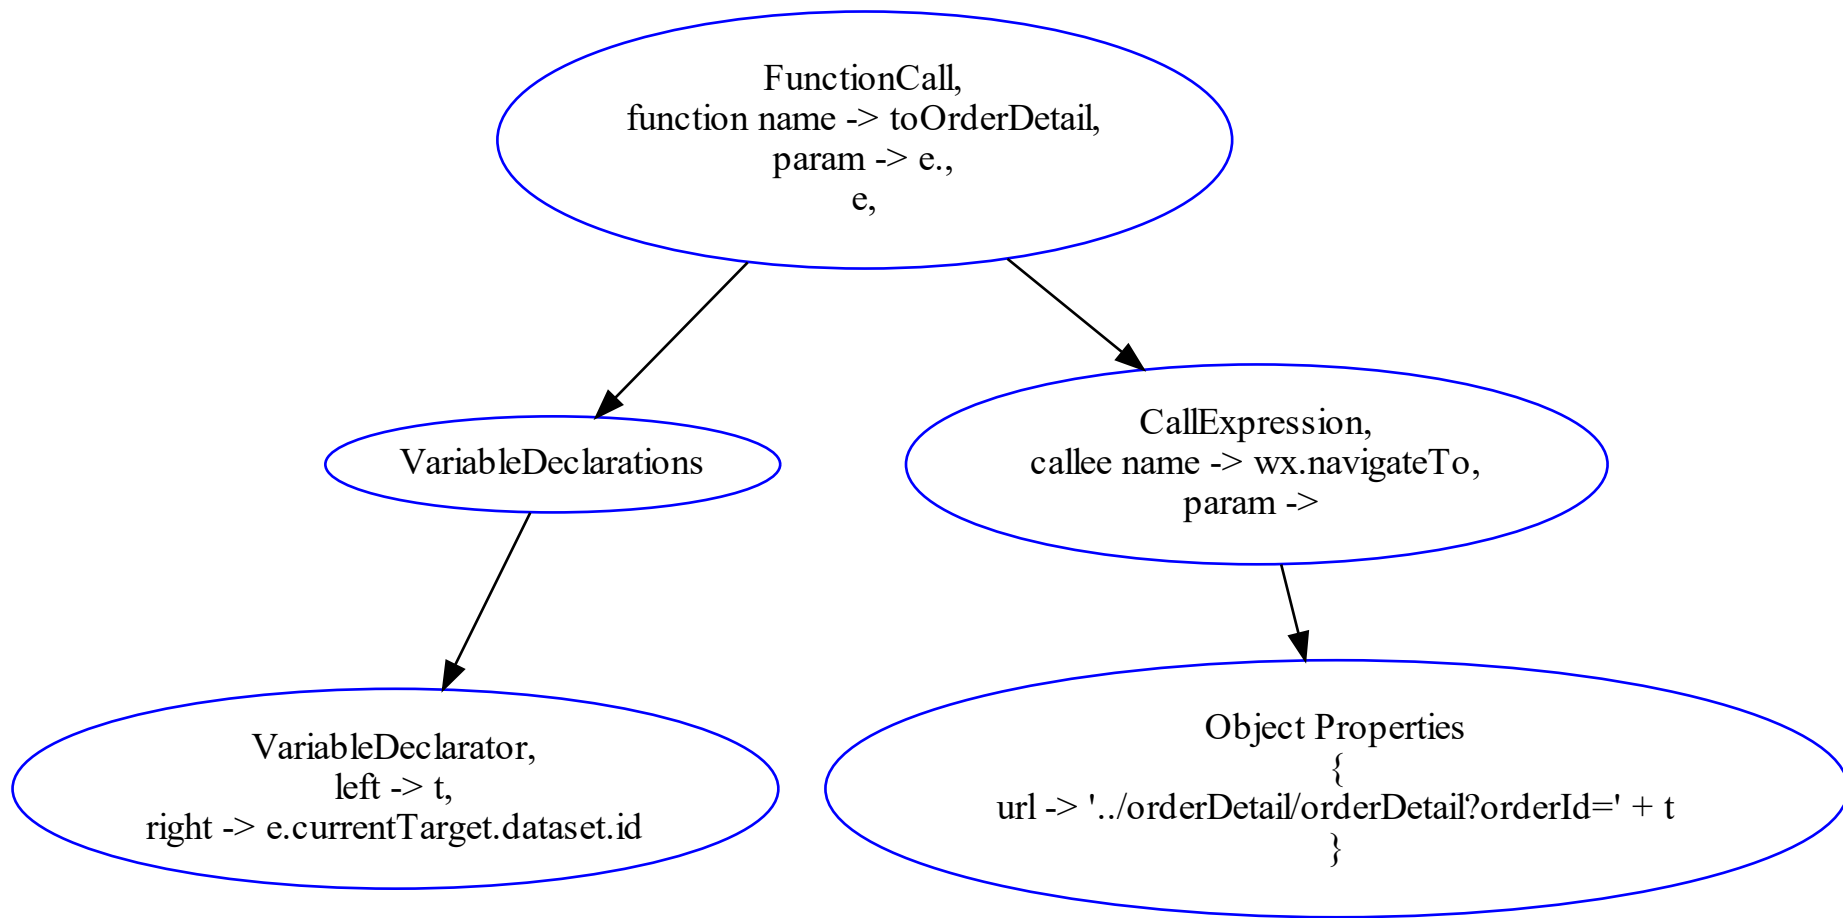 FunctionCall,
function name -> toOrderDetail,
param -> e.,
e,
VariableDeclarations
CallExpression,
callee name -> wx.navigateTo,
param ->
VariableDeclarator,
left -> t,
right -> e.currentTarget.dataset.id
Object Properties
{
url -> '../orderDetail/orderDetail?orderId=' + t
}